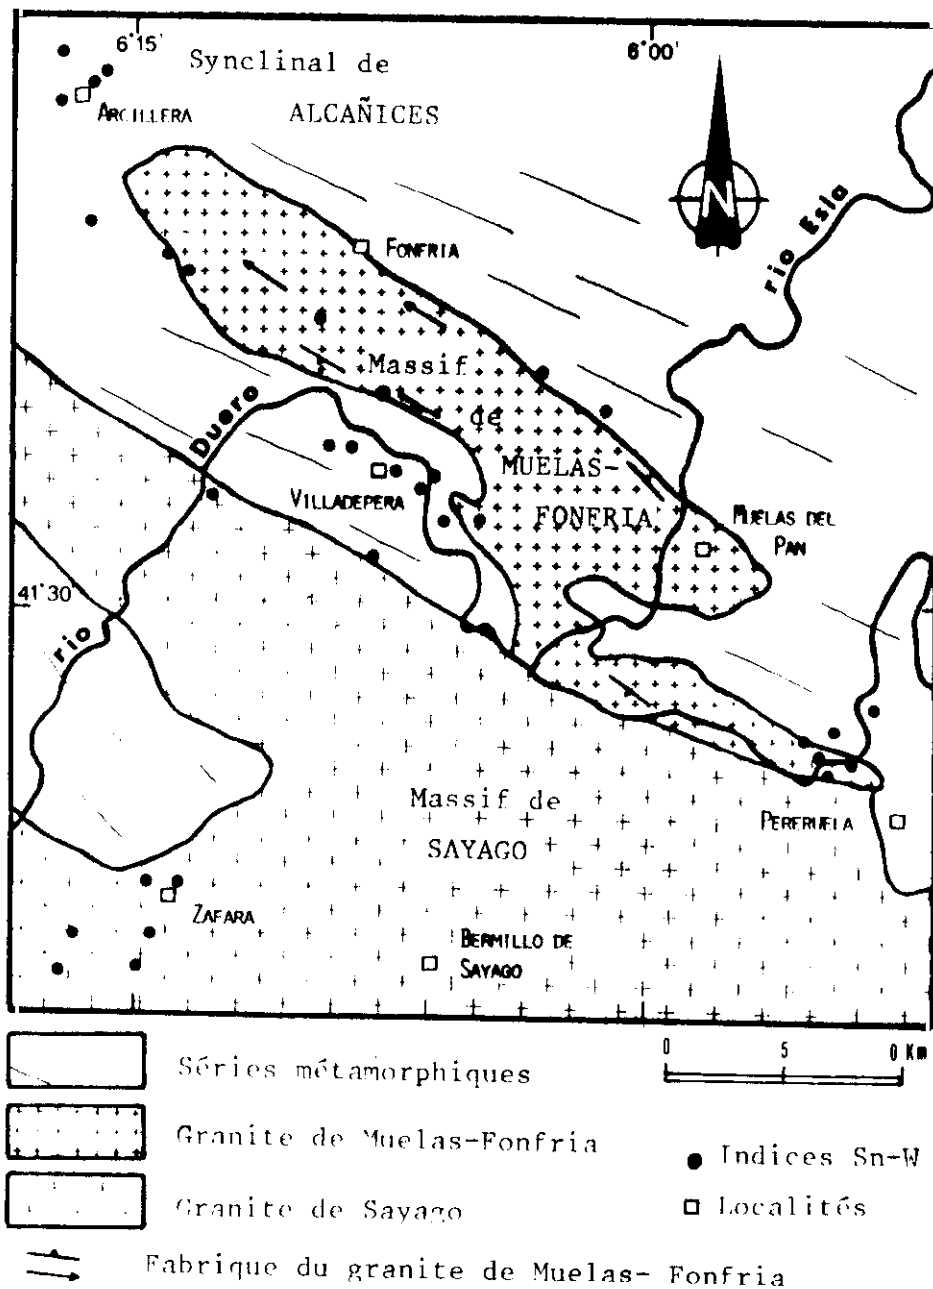 6°15'
6°00'
Synclinal de
ALCAÑICES
ARCILLERA
N
rio Esla
FONFRIA
Massif
de
MUELAS-
FONFRIA
Duero
VILLADEPERA
MUELAS DEL
PAN
41°30
rio
Massif de
SAYAGO
PERERUELA
ZAFARA
BERMILLO DE
SAYAGO
0 5 0 Km
Séries métamorphiques
Granite de Muelas-Fonfria
Indices Sn-W
Granite de Sayago
Localités
Fabrique du granite de Muelas- Fonfria